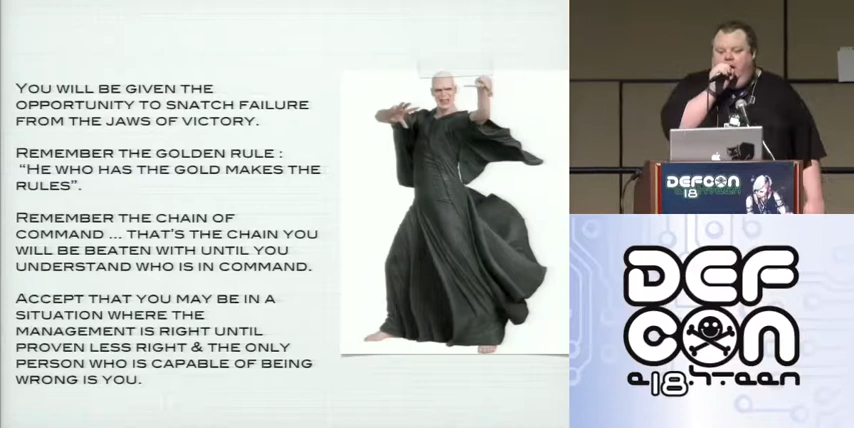 YOU WILL BE GIVEN THE
OPPORTUNITY TO SNATCH FAILURE
FROM THE JAWS OF VICTORY.
REMEMBER THE GOLDEN RULE :
“HE WHO HAS THE GOLD MAKES THE
RULES”.
REMEMBER THE CHAIN OF
COMMAND ... THAT'S THE CHAIN YOU
WILL BE BEATEN WITH UNTIL YOU
UNDERSTAND WHO IS IN COMMAND.
ACCEPT THAT YOU MAY BE IN A
SITUATION WHERE THE
MANAGEMENT IS RIGHT UNTIL
PROVEN LESS RIGHT & THE ONLY
PERSON WHO IS CAPABLE OF BEING
WRONG IS YOU.
DEFCON
18
DEF
CON
e18h-teen